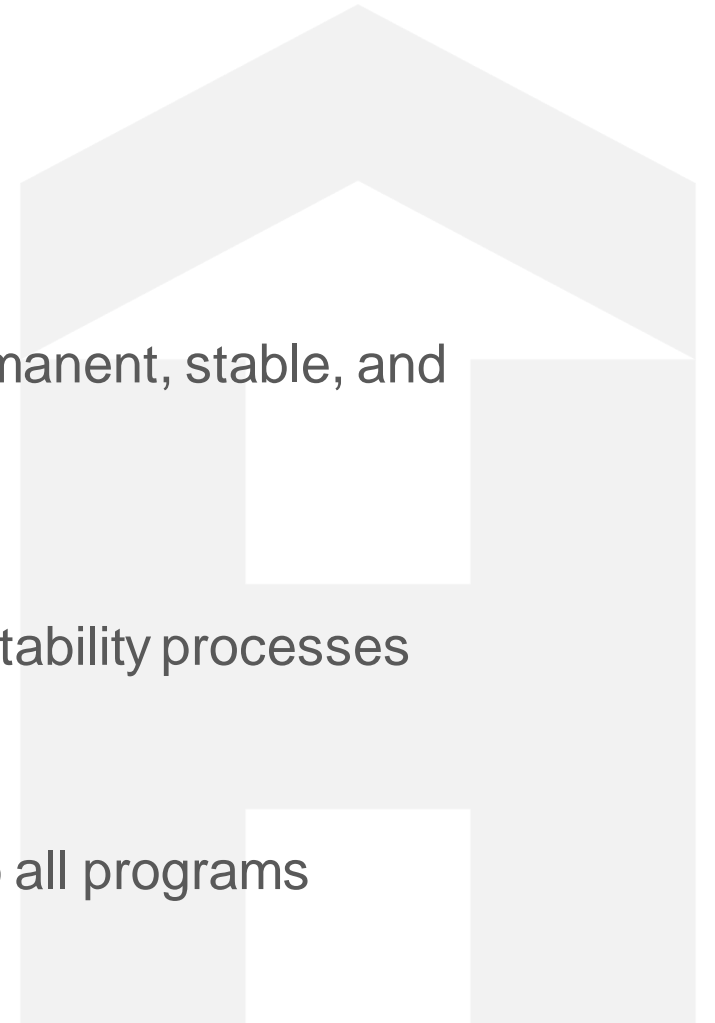 manent, stable, and
tability processes
all programs